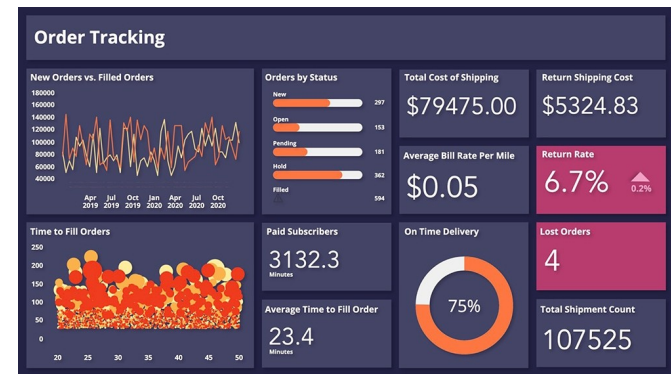 Order Tracking
New Orders vs. Filled Orders
180000
160000
140000
120000
100000
80000
60000
40000
Apr Jul Oct Jan Apr Jul Oct
2019 2019 2019 2020 2020 2020 2020
Orders by Status
New
297
Open
153
Pending
181
Hold
362
Filled
594
Total Cost of Shipping
$79475.00
Return Shipping Cost
$5324.83
Average Bill Rate Per Mile
$0.05
Return Rate
6.7%
0.2%
Time to Fill Orders
250
200
150
100
50
0
20 25 30 35 40 45 50
Paid Subscribers
3132.3
Minutes
Average Time to Fill Order
23.4
Minutes
On Time Delivery
75%
Lost Orders
4
Total Shipment Count
107525